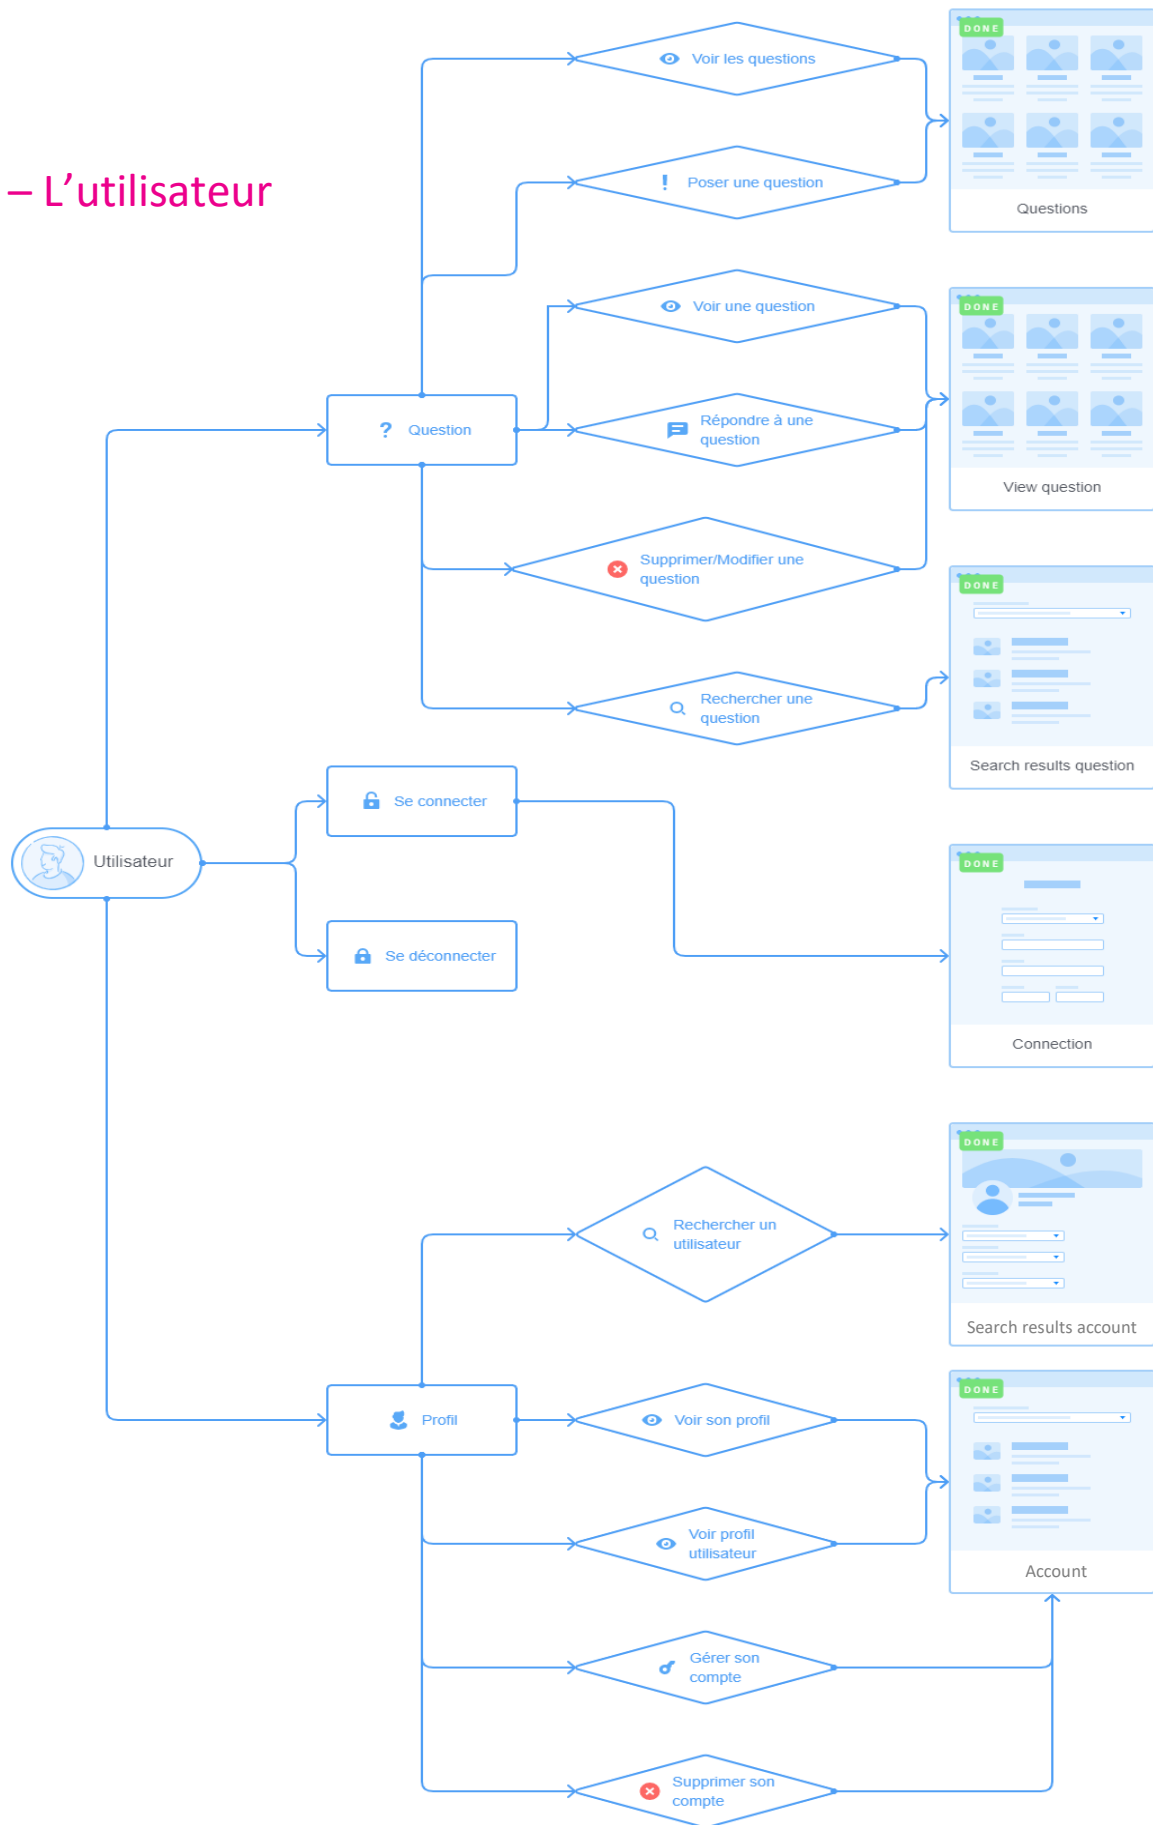 – L’utilisateur
Voir les questions
DONE
Questions
! Poser une question
Voir une question
DONE
View question
? Question
Répondre à une
question
Supprimer/Modifier une
question
DONE
Search results question
Rechercher une
question
Se connecter
Utilisateur
Se déconnecter
DONE
Connection
Rechercher un
utilisateur
DONE
Search results account
Profil
Voir son profil
DONE
Account
Voir profil
utilisateur
Gérer son
compte
Supprimer son
compte